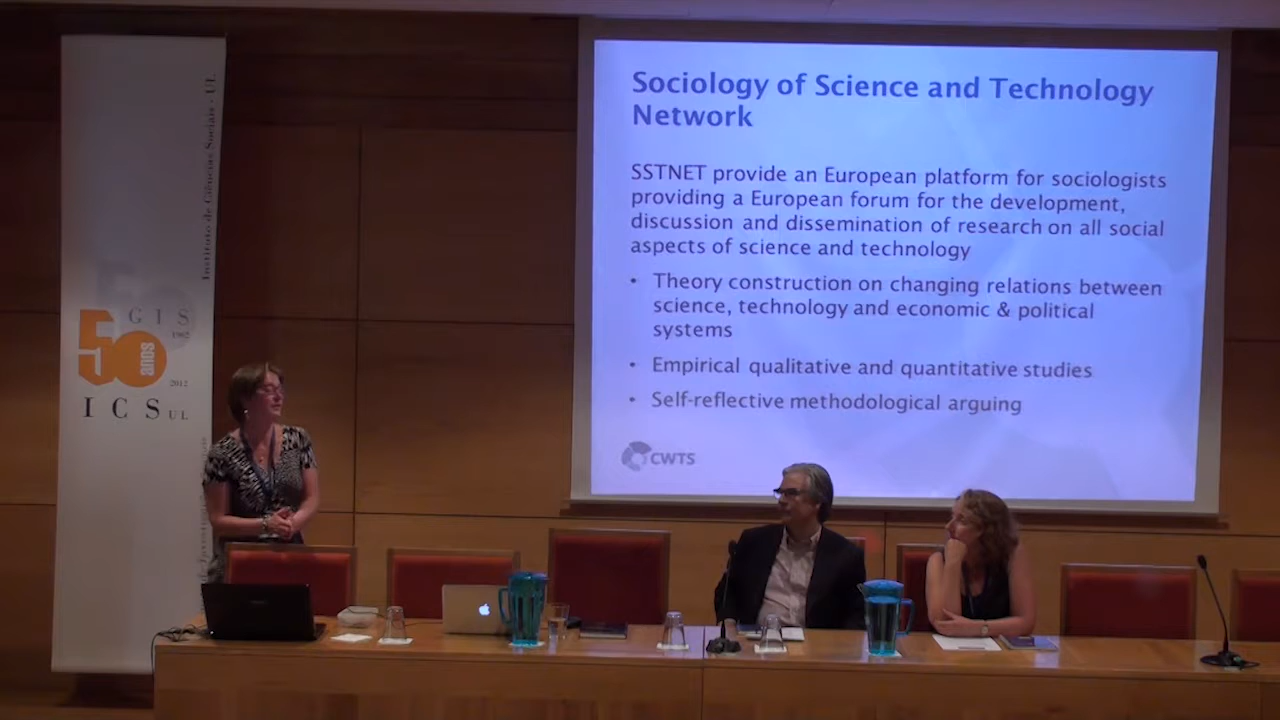 Instituto de Ciências Sociais - UL
GIS
1962
50
anos
2012
ICS UL
Sociology of Science and Technology
Network
SSTNET provide an European platform for sociologists
providing a European forum for the development,
discussion and dissemination of research on all social
aspects of science and technology
• Theory construction on changing relations between
science, technology and economic & political
systems
• Empirical qualitative and quantitative studies
• Self-reflective methodological arguing
CWTS